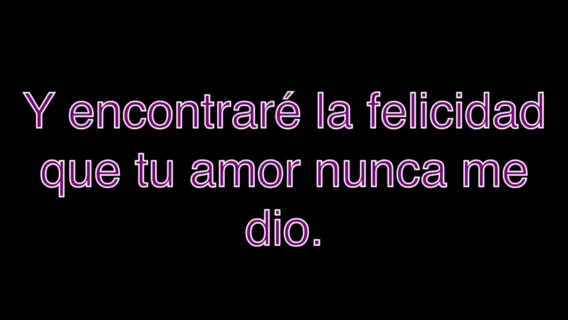 Y encontraré la felicidad
que tu amor nunca me
dio.